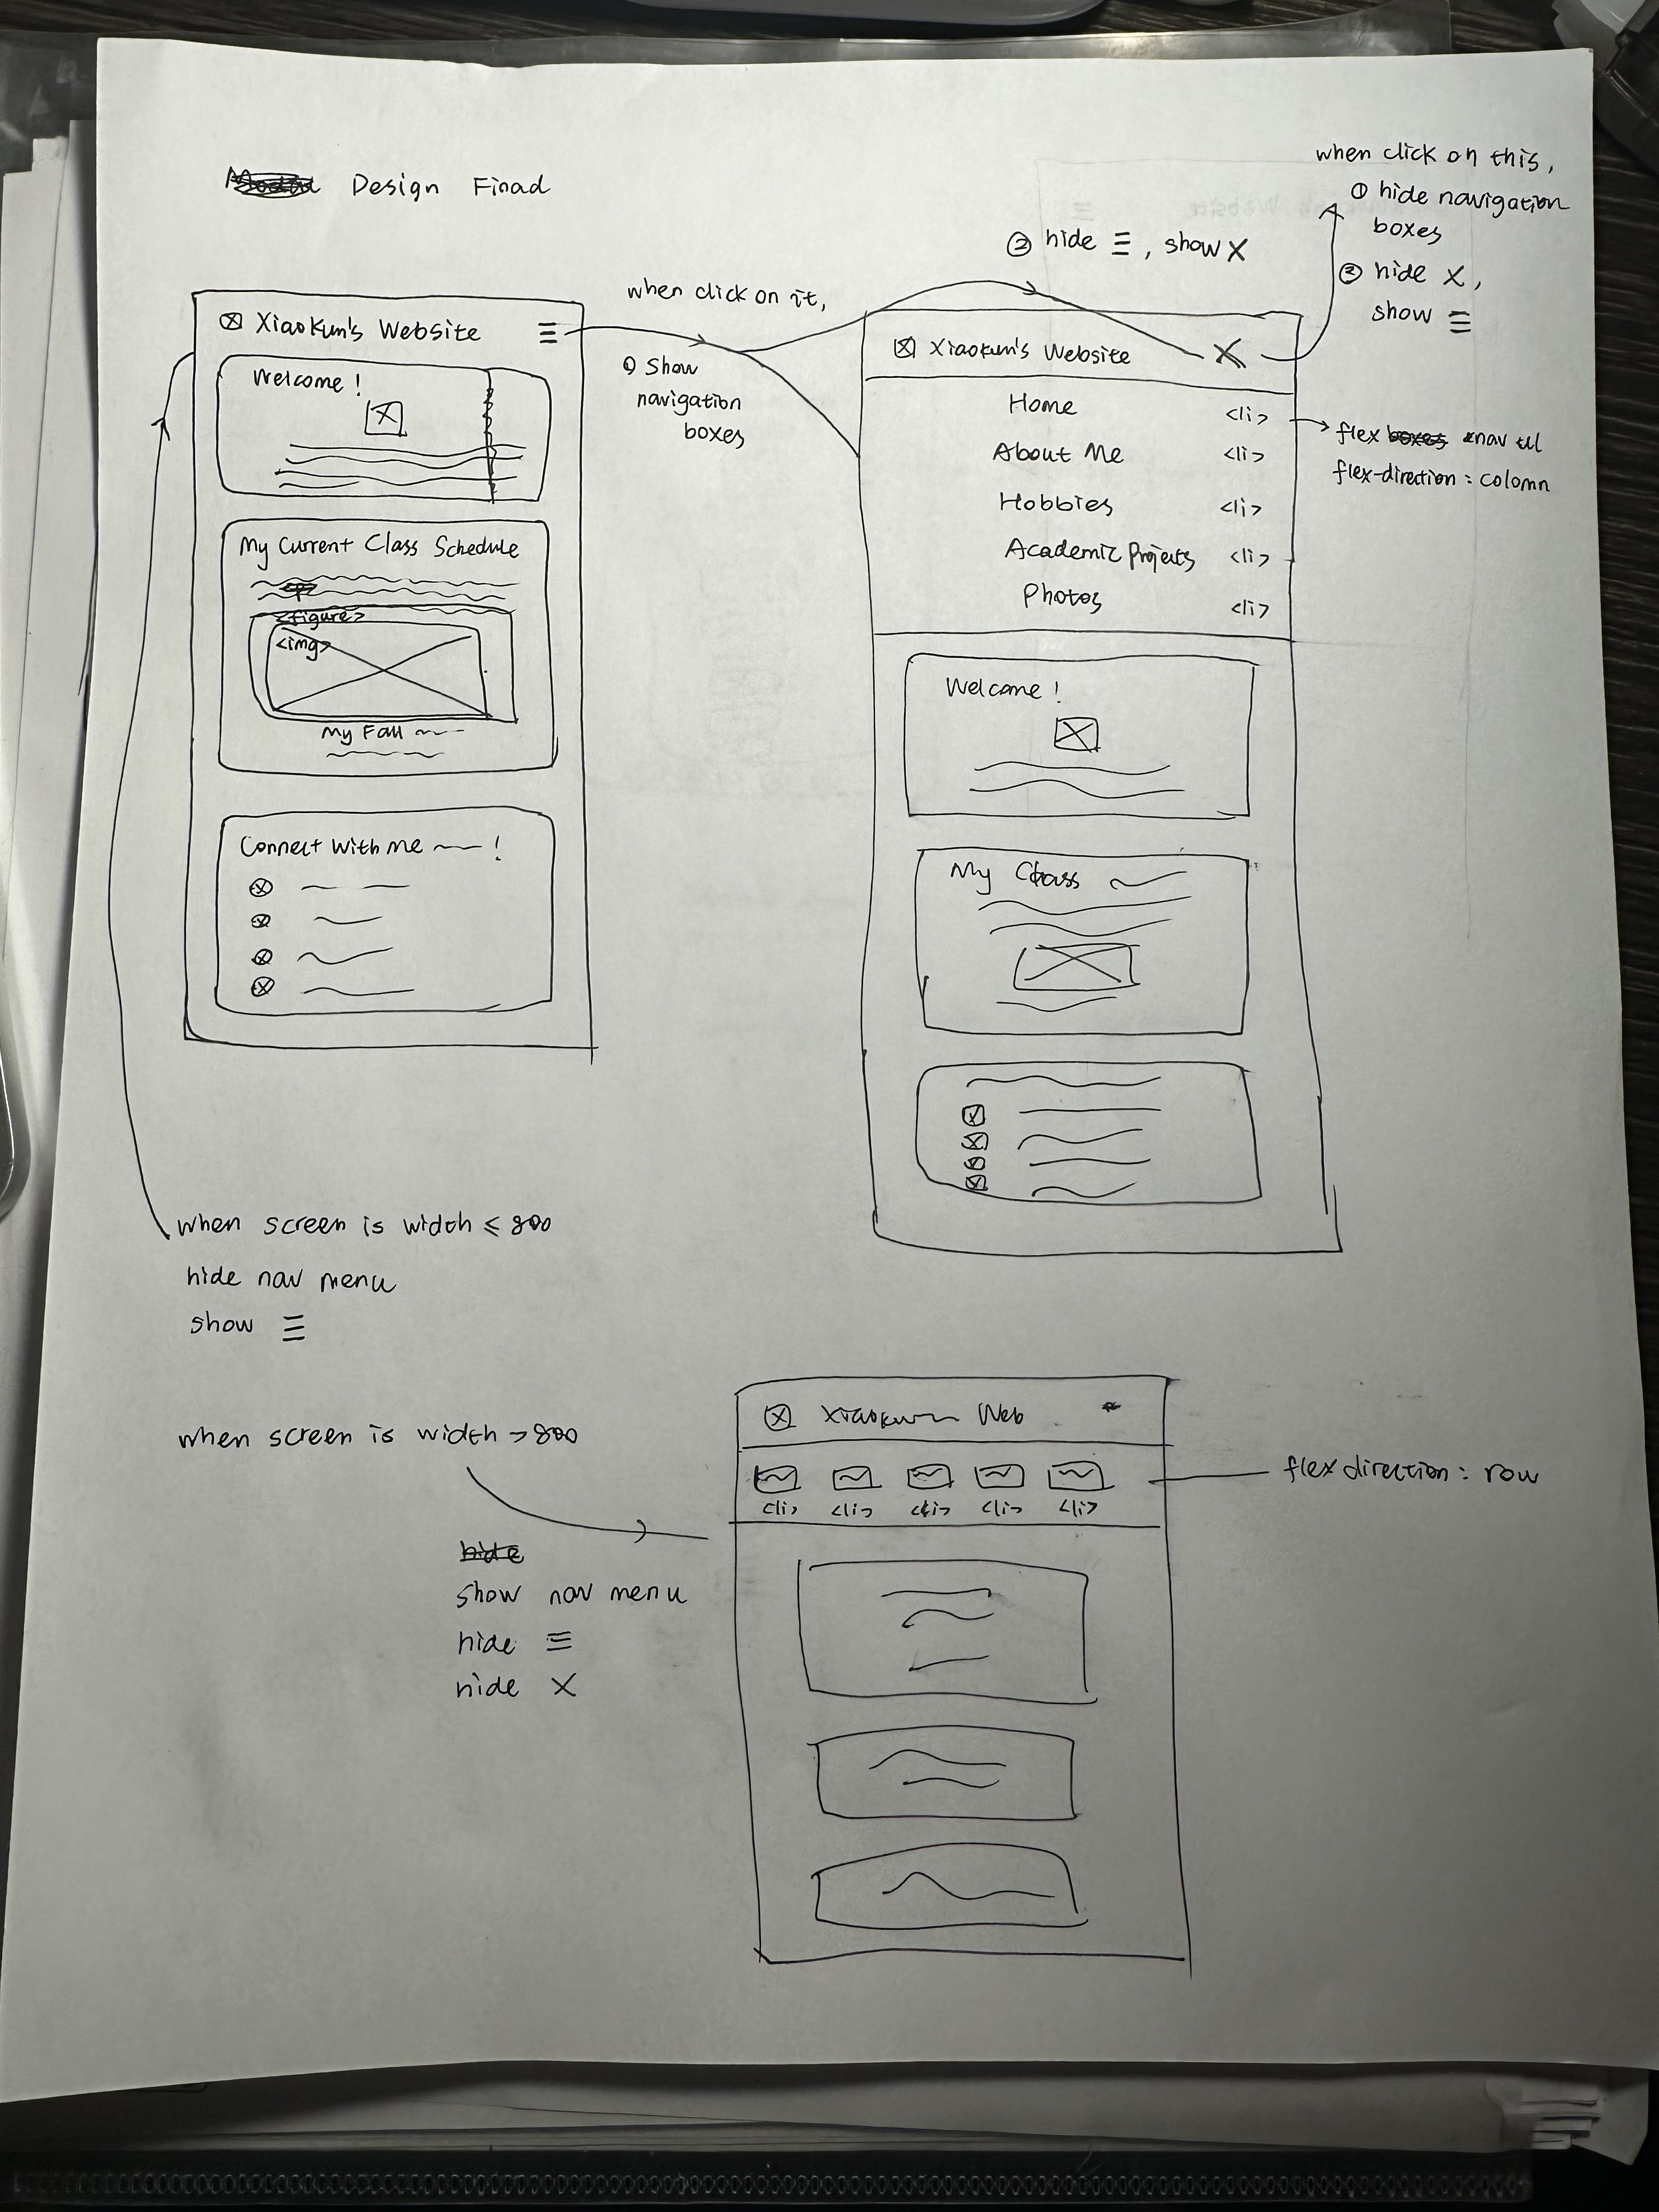 Design Finad
when click on this,
① hide navigation
boxes
② hide X,
show ☰
② hide ☰, show X
when click on it,
① Show
navigation
boxes
Xiaokun's Website ☰
Welcome!
My Current Class Schedule
<p>
<figure>
<img>
My Fall
Connect With Me !
Xiaokun's Website X
Home <li>
About Me <li>
Hobbies <li>
Academic Projects <li>
Photos <li>
flex boxes nav ul
flex-direction: colomn
Welcome!
My Class
when screen is width ≤ 800
hide nav menu
show ☰
when screen is width > 800
hide
show nav menu
hide ☰
hide X
Xiaokun Web
<li> <li> <li> <li> <li>
flex direction: row